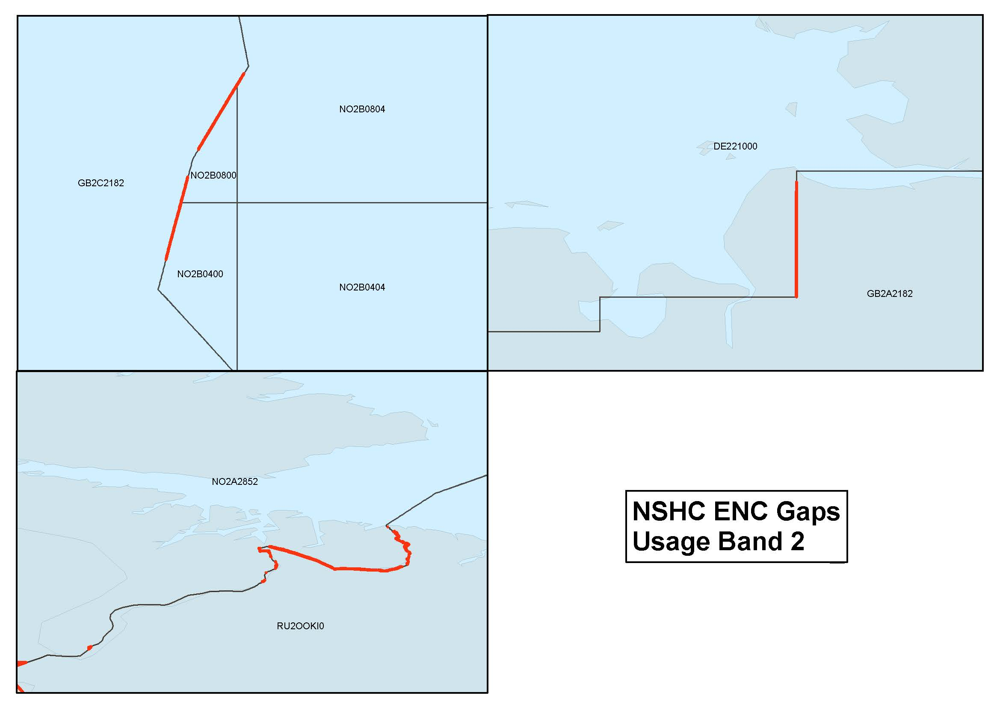 NO2B0804
NO2B0800
GB2C2182
NO2B0400
NO2B0404
DE221000
GB2A2182
NO2A2852
RU2OOKI0
NSHC ENC Gaps
Usage Band 2